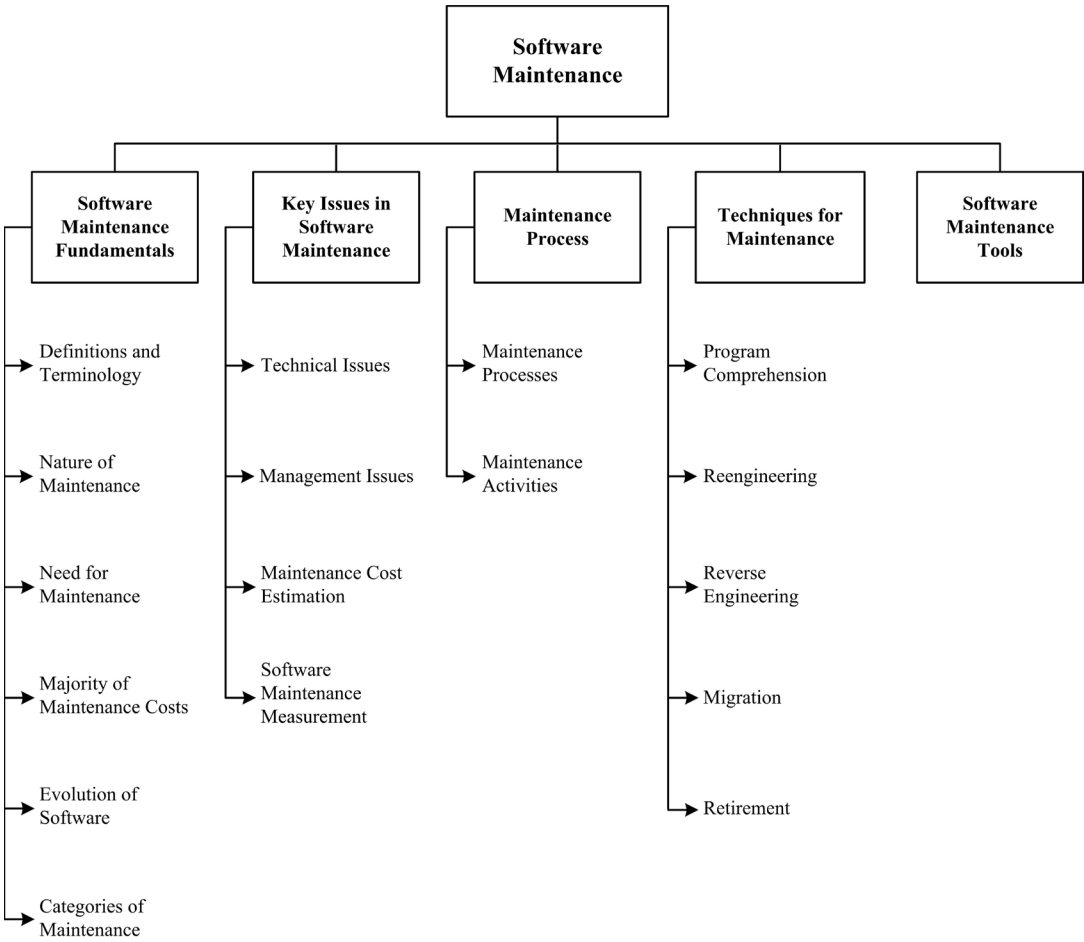 Software
Maintenance
Software
Maintenance
Fundamentals
Key Issues in
Software
Maintenance
Maintenance
Process
Techniques for
Maintenance
Software
Maintenance
Tools
Definitions and
Terminology
Nature of
Maintenance
Need for
Maintenance
Majority of
Maintenance Costs
Evolution of
Software
Categories of
Maintenance
Technical Issues
Management Issues
Maintenance Cost
Estimation
Software
Maintenance
Measurement
Maintenance
Processes
Maintenance
Activities
Program
Comprehension
Reengineering
Reverse
Engineering
Migration
Retirement